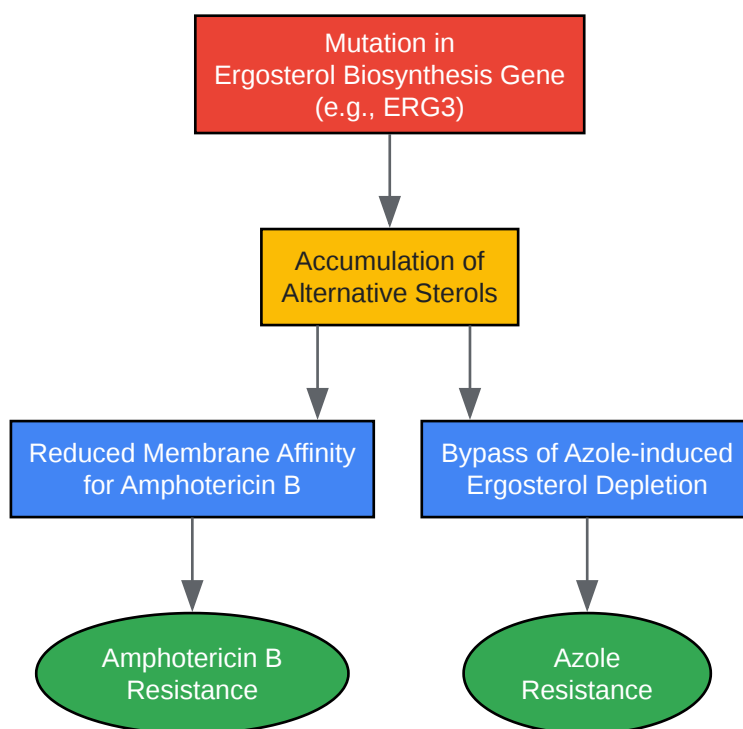 Mutation in
Ergosterol Biosynthesis Gene
(e.g., ERG3)
Accumulation of
Alternative Sterols
Reduced Membrane Affinity
for Amphotericin B
Bypass of Azole-induced
Ergosterol Depletion
Amphotericin B
Resistance
Azole
Resistance